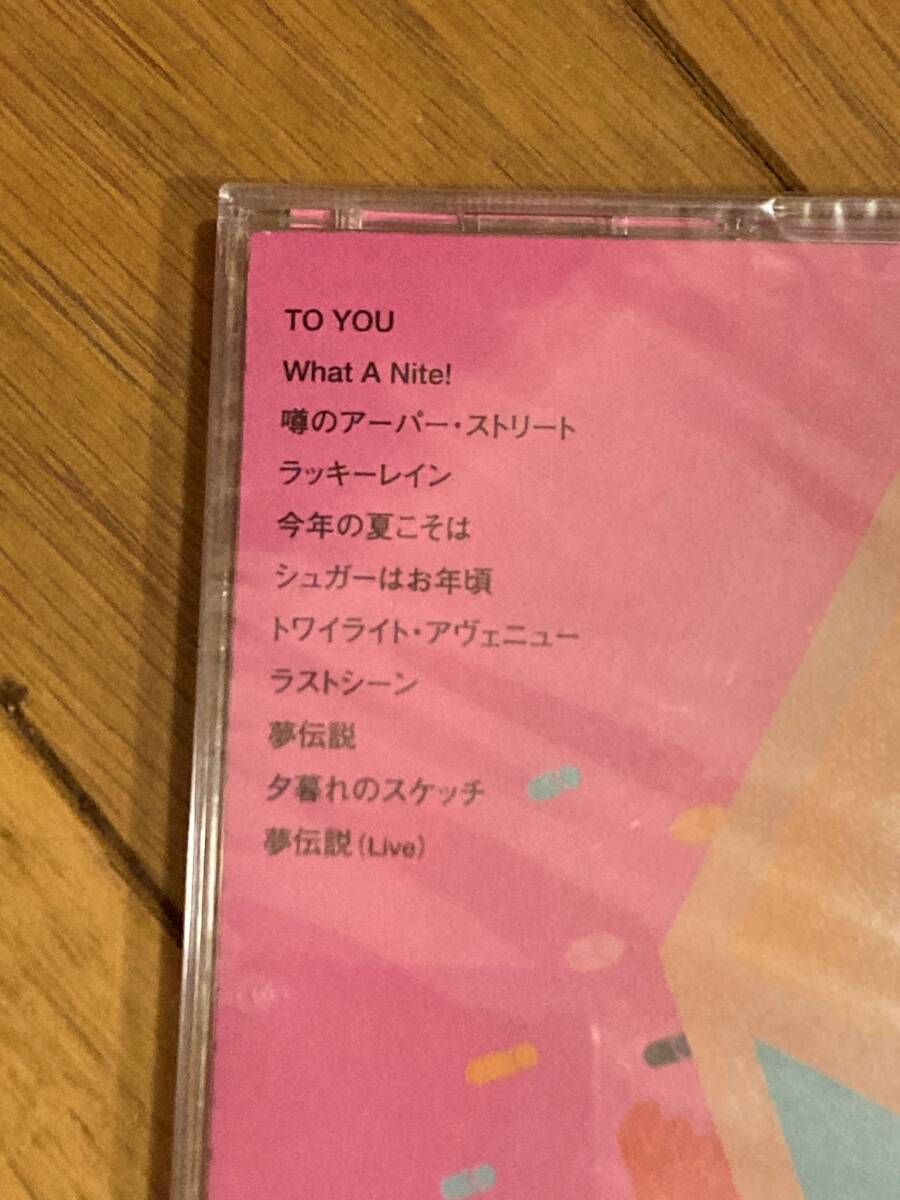 TO YOU
What A Nite!
噂のアーパー・ストリート
ラッキーレイン
今年の夏こそは
シュガーはお年頃
トワイライト・アヴェニュー
ラストシーン
夢伝説
夕暮れのスケッチ
夢伝説(Live)